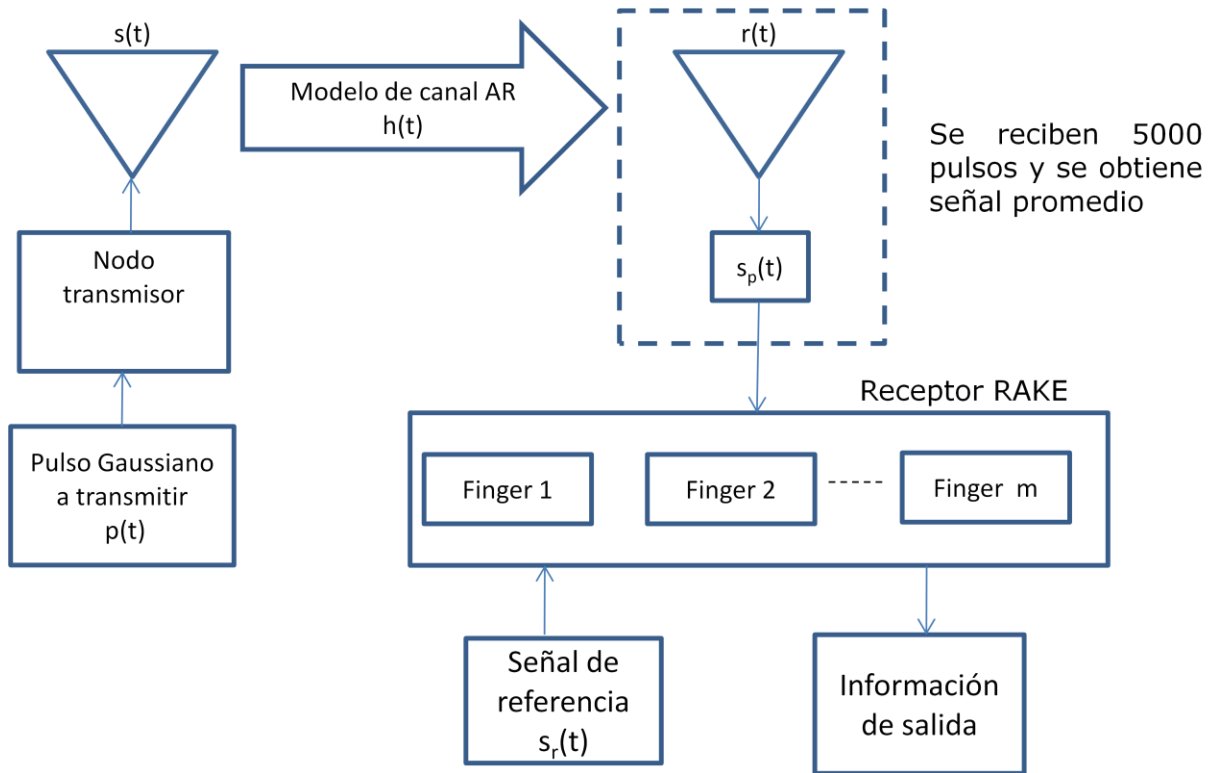 s(t)
Modelo de canal AR
h(t)
r(t)
Se reciben 5000
pulsos y se obtiene
señal promedio
Nodo
transmisor
sₚ(t)
Receptor RAKE
Pulso Gaussiano
a transmitir
p(t)
Finger 1
Finger 2
Finger m
Señal de
referencia
sᵣ(t)
Información
de salida